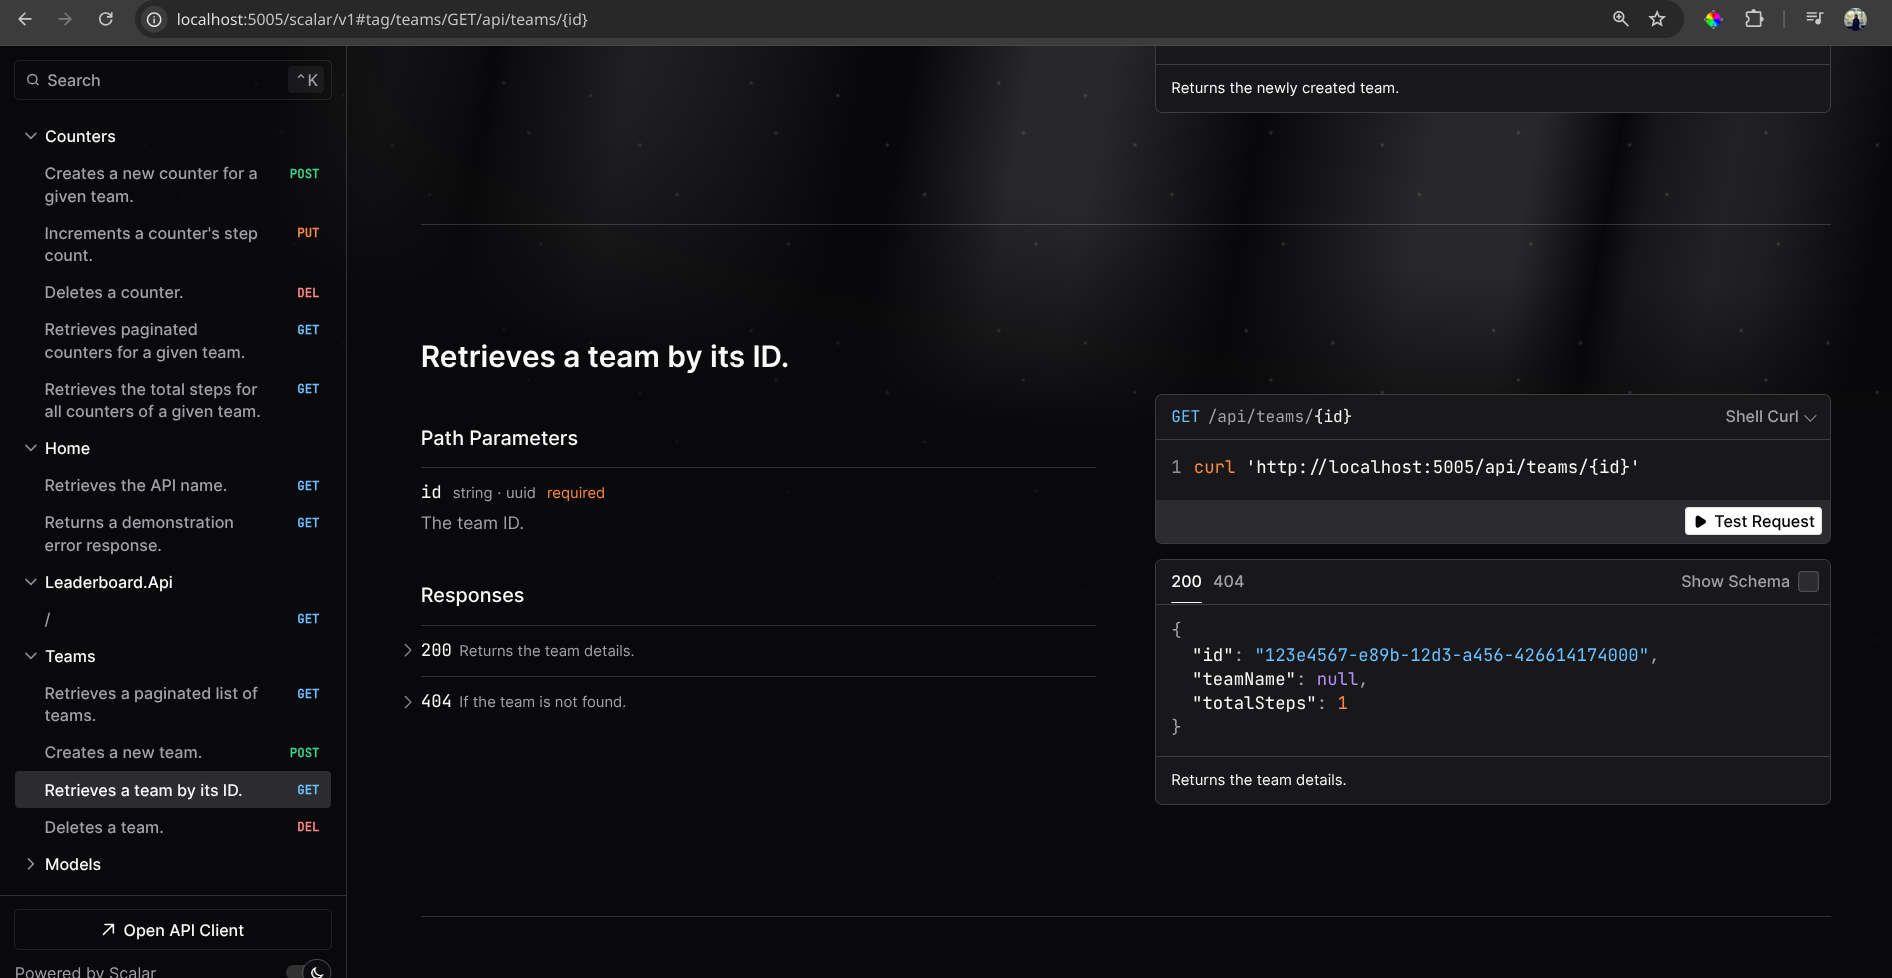 localhost:5005/scalar/v1#tag/teams/GET/api/teams/{id}
Search
^K
Counters
Creates a new counter for a
given team.
POST
Increments a counter's step
count.
PUT
Deletes a counter.
DEL
Retrieves paginated
counters for a given team.
GET
Retrieves the total steps for
all counters of a given team.
GET
Home
Retrieves the API name.
GET
Returns a demonstration
error response.
GET
Leaderboard.Api
/
GET
Teams
Retrieves a paginated list of
teams.
GET
Creates a new team.
POST
Retrieves a team by its ID.
GET
Deletes a team.
DEL
Models
Open API Client
Powered by Scalar
Returns the newly created team.
Retrieves a team by its ID.
Path Parameters
id string · uuid required
The team ID.
Responses
200 Returns the team details.
404 If the team is not found.
GET /api/teams/{id}
Shell Curl
1 curl 'http://localhost:5005/api/teams/{id}'
Test Request
200 404
Show Schema
{
"id": "123e4567-e89b-12d3-a456-426614174000",
"teamName": null,
"totalSteps": 1
}
Returns the team details.